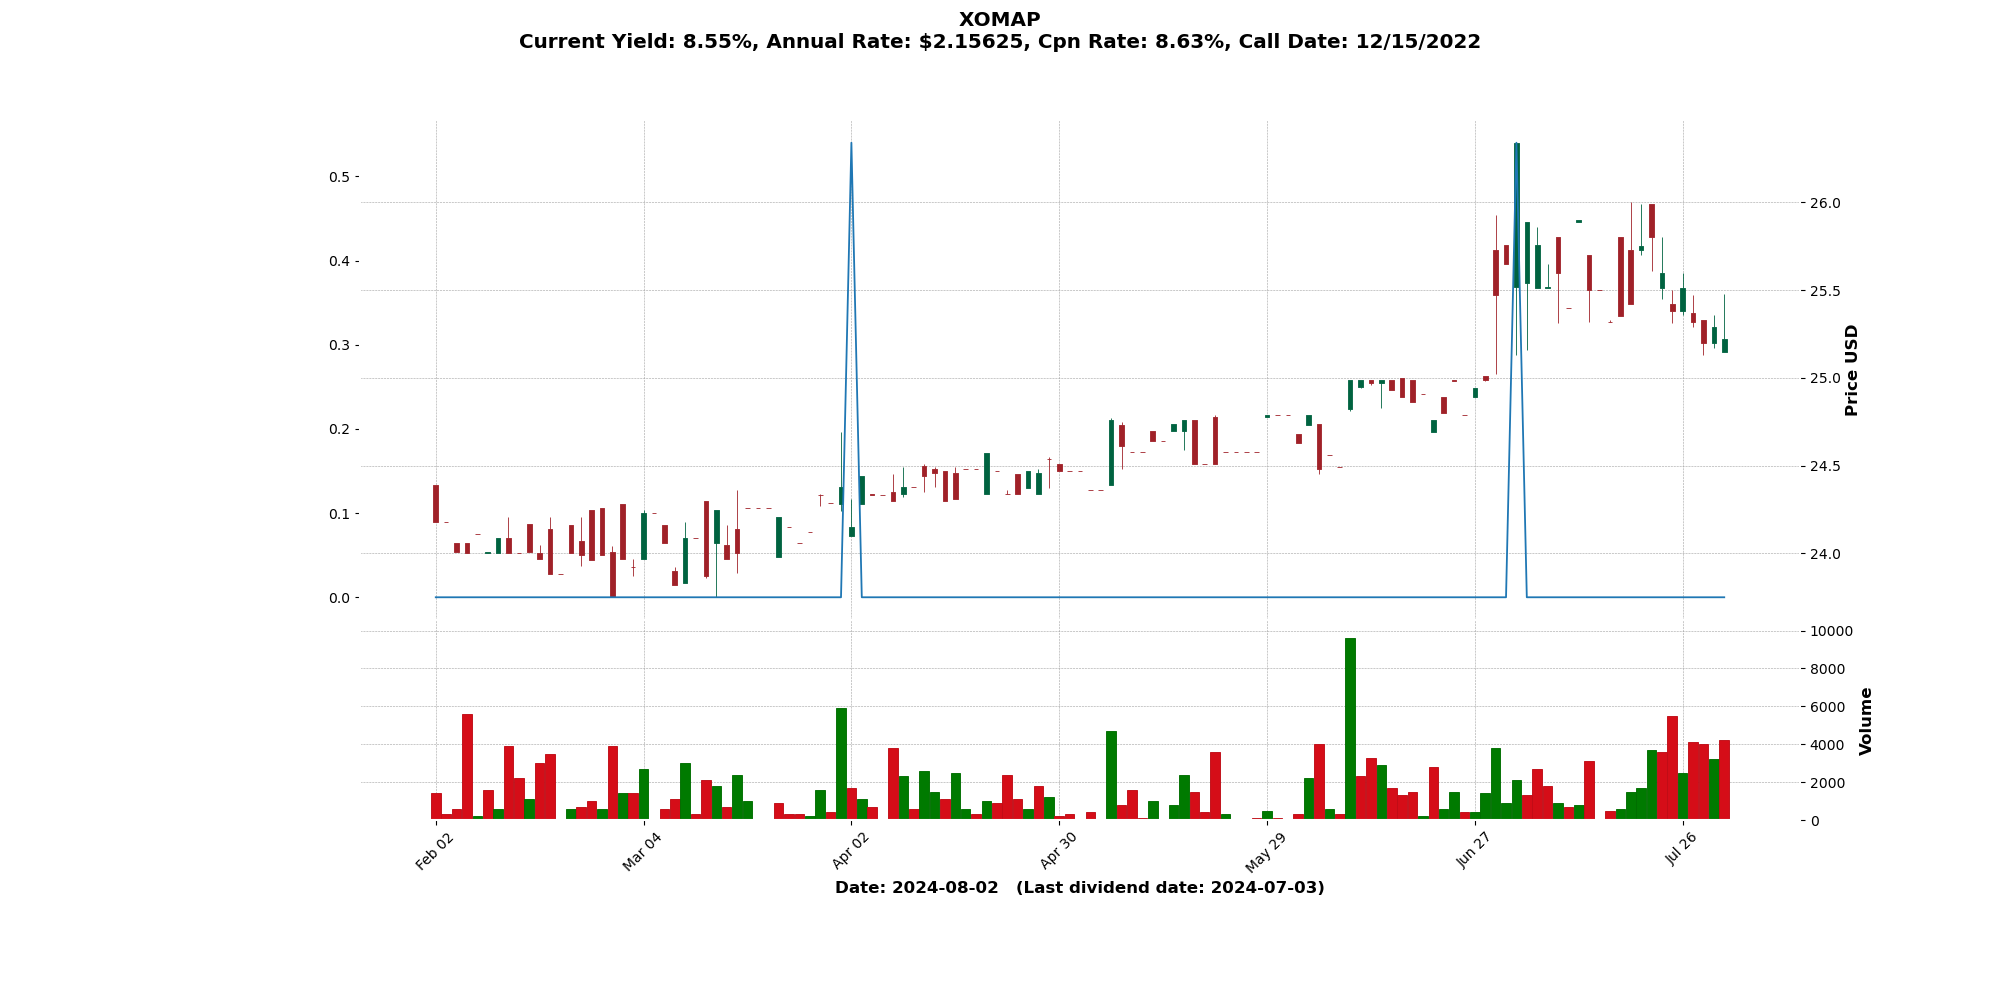 XOMAP
Current Yield: 8.55%, Annual Rate: $2.15625, Cpn Rate: 8.63%, Call Date: 12/15/2022
0.5
0.4
0.3
0.2
0.1
0.0
26.0
25.5
25.0
24.5
24.0
Price USD
10000
8000
6000
4000
2000
0
Volume
Feb 02
Mar 04
Apr 02
Apr 30
May 29
Jun 27
Jul 26
Date: 2024-08-02   (Last dividend date: 2024-07-03)